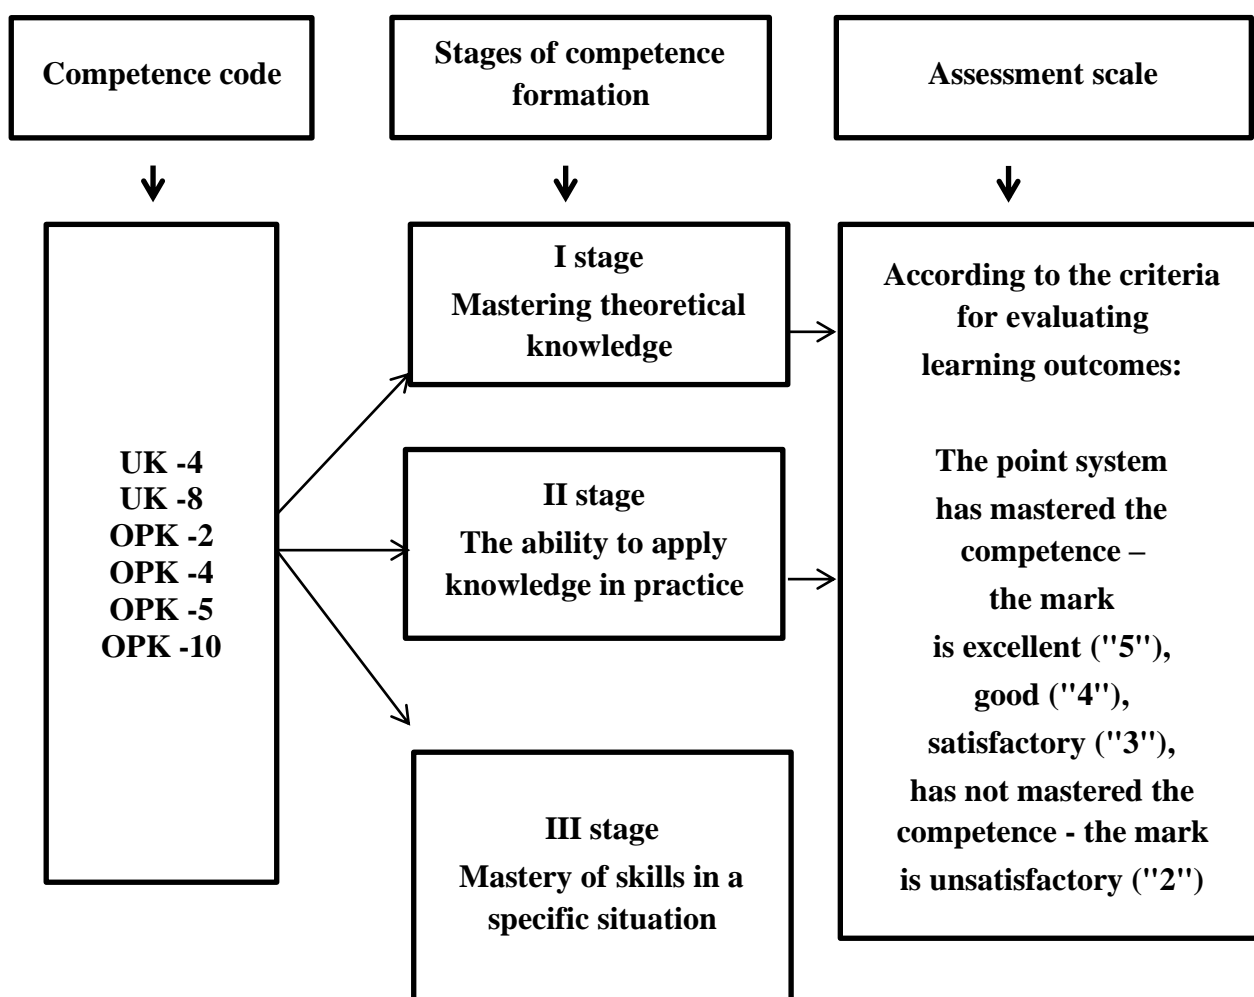 Competence code
Stages of competence
formation
Assessment scale
UK -4
UK -8
OPK -2
OPK -4
OPK -5
OPK -10
I stage
Mastering theoretical
knowledge
II stage
The ability to apply
knowledge in practice
III stage
Mastery of skills in a
specific situation
According to the criteria
for evaluating
learning outcomes:
The point system
has mastered the
competence –
the mark
is excellent ("5"),
good ("4"),
satisfactory ("3"),
has not mastered the
competence - the mark
is unsatisfactory ("2")